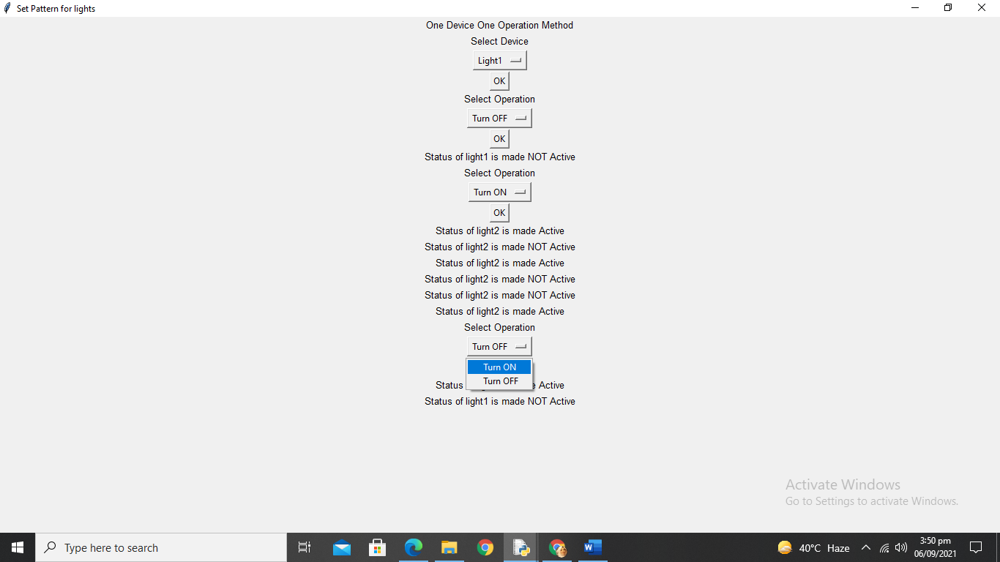 Set Pattern for lights
One Device One Operation Method
Select Device
Light1
OK
Select Operation
Turn OFF
OK
Status of light1 is made NOT Active
Select Operation
Turn ON
OK
Status of light2 is made Active
Status of light2 is made NOT Active
Status of light2 is made Active
Status of light2 is made NOT Active
Status of light2 is made NOT Active
Status of light2 is made Active
Select Operation
Turn OFF
Turn ON
Turn OFF
Status Active
Status of light1 is made NOT Active
Activate Windows
Go to Settings to activate Windows.
Type here to search
40°C Haze
3:50 pm
06/09/2021